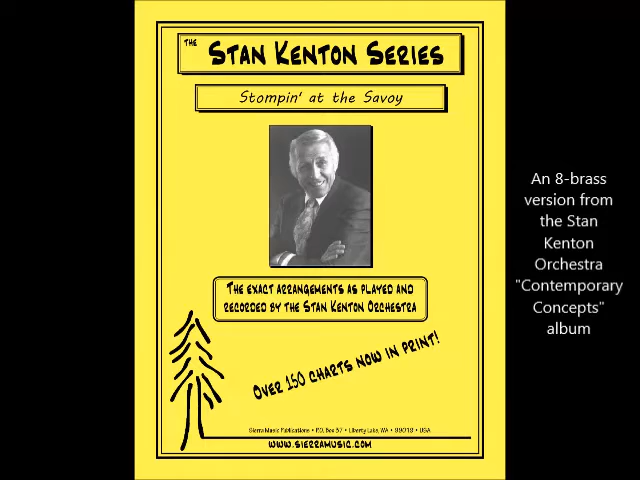 THE
STAN KENTON SERIES
Stompin' at the Savoy
THE EXACT ARRANGEMENTS AS PLAYED AND
RECORDED BY THE STAN KENTON ORCHESTRA
OVER 150 CHARTS NOW IN PRINT!
Sierra Music Publications • P.O. Box 37 • Liberty Lake, WA • 99019 • USA
WWW.SIERRAMUSIC.COM
An 8-brass
version from
the Stan
Kenton
Orchestra
"Contemporary
Concepts"
album